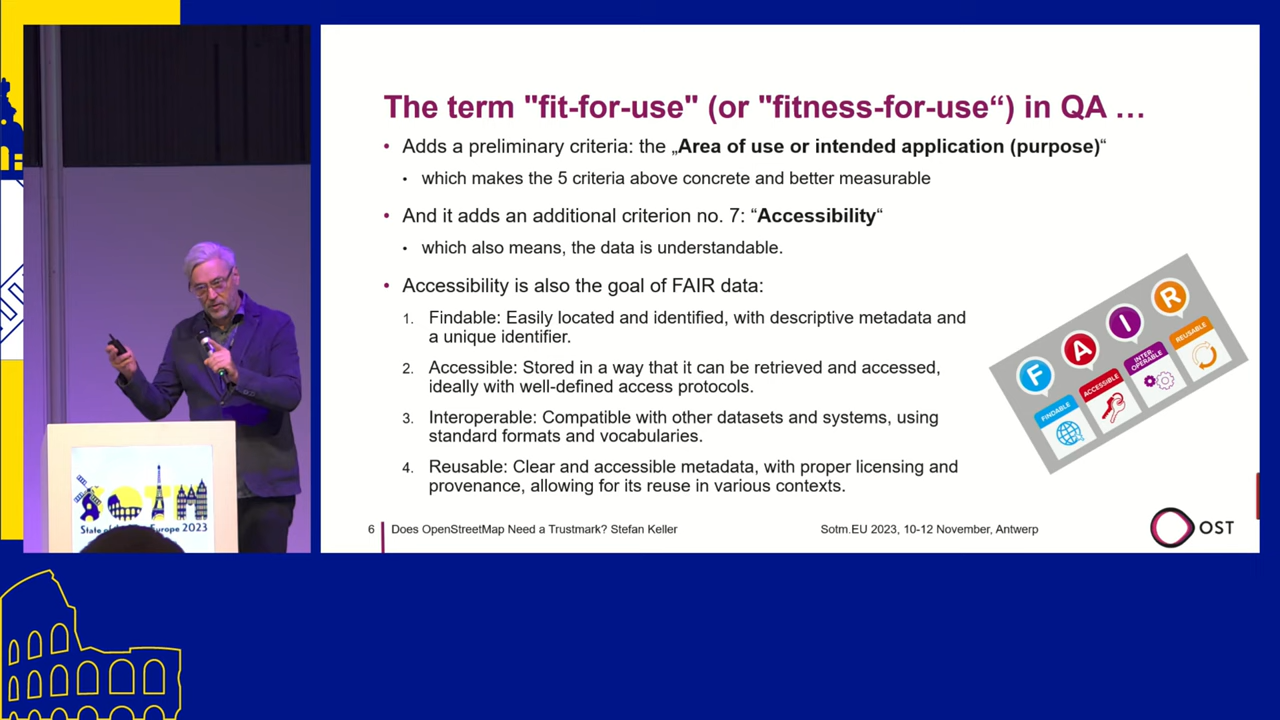 The term "fit-for-use" (or "fitness-for-use“) in QA …
• Adds a preliminary criteria: the „Area of use or intended application (purpose)“
• which makes the 5 criteria above concrete and better measurable
• And it adds an additional criterion no. 7: “Accessibility“
• which also means, the data is understandable.
• Accessibility is also the goal of FAIR data:
1. Findable: Easily located and identified, with descriptive metadata and
a unique identifier.
2. Accessible: Stored in a way that it can be retrieved and accessed,
ideally with well-defined access protocols.
3. Interoperable: Compatible with other datasets and systems, using
standard formats and vocabularies.
4. Reusable: Clear and accessible metadata, with proper licensing and
provenance, allowing for its reuse in various contexts.
F A I R
FINDABLE
ACCESSIBLE
INTER-
OPERABLE
REUSABLE
6 Does OpenStreetMap Need a Trustmark? Stefan Keller
Sotm.EU 2023, 10-12 November, Antwerp
OST
SOTM
State of Europe 2023